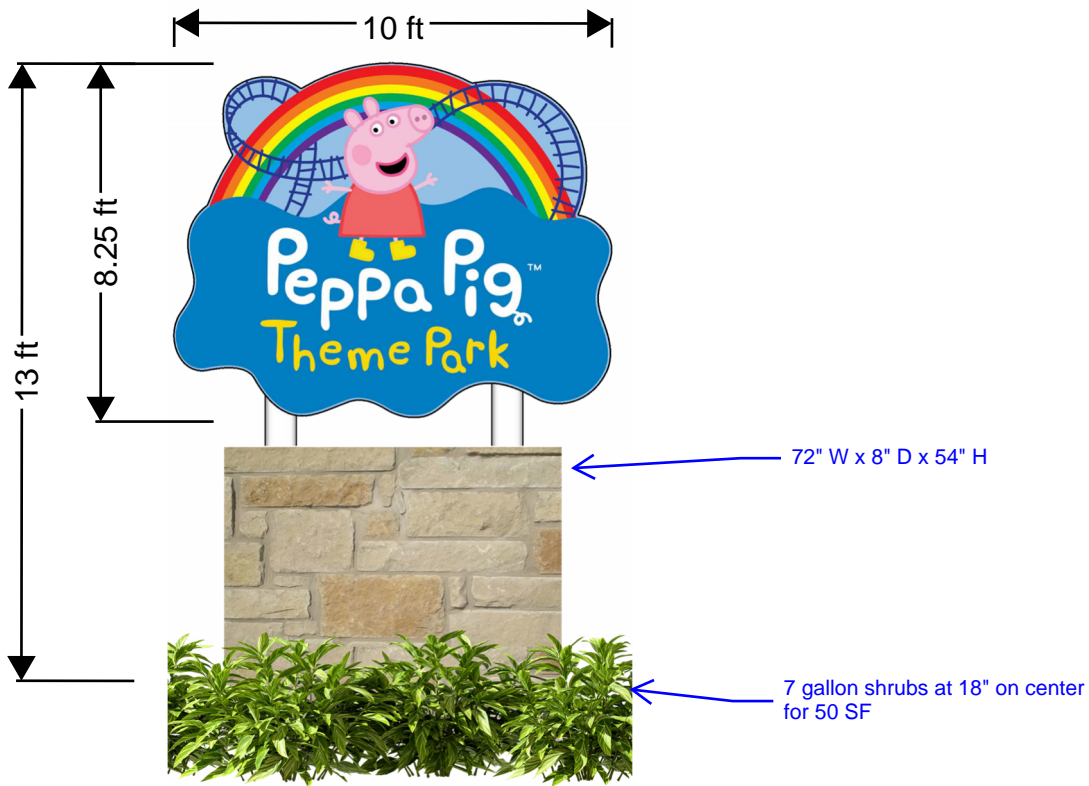 10 ft
8.25 ft
13 ft
Peppa Pig™
Theme Park
72" W x 8" D x 54" H
7 gallon shrubs at 18" on center
for 50 SF